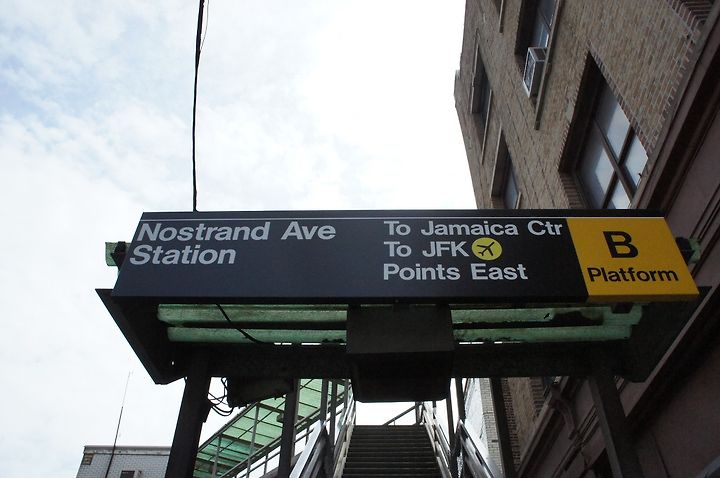 Nostrand Ave
Station
To Jamaica Ctr
To JFK
Points East
B
Platform